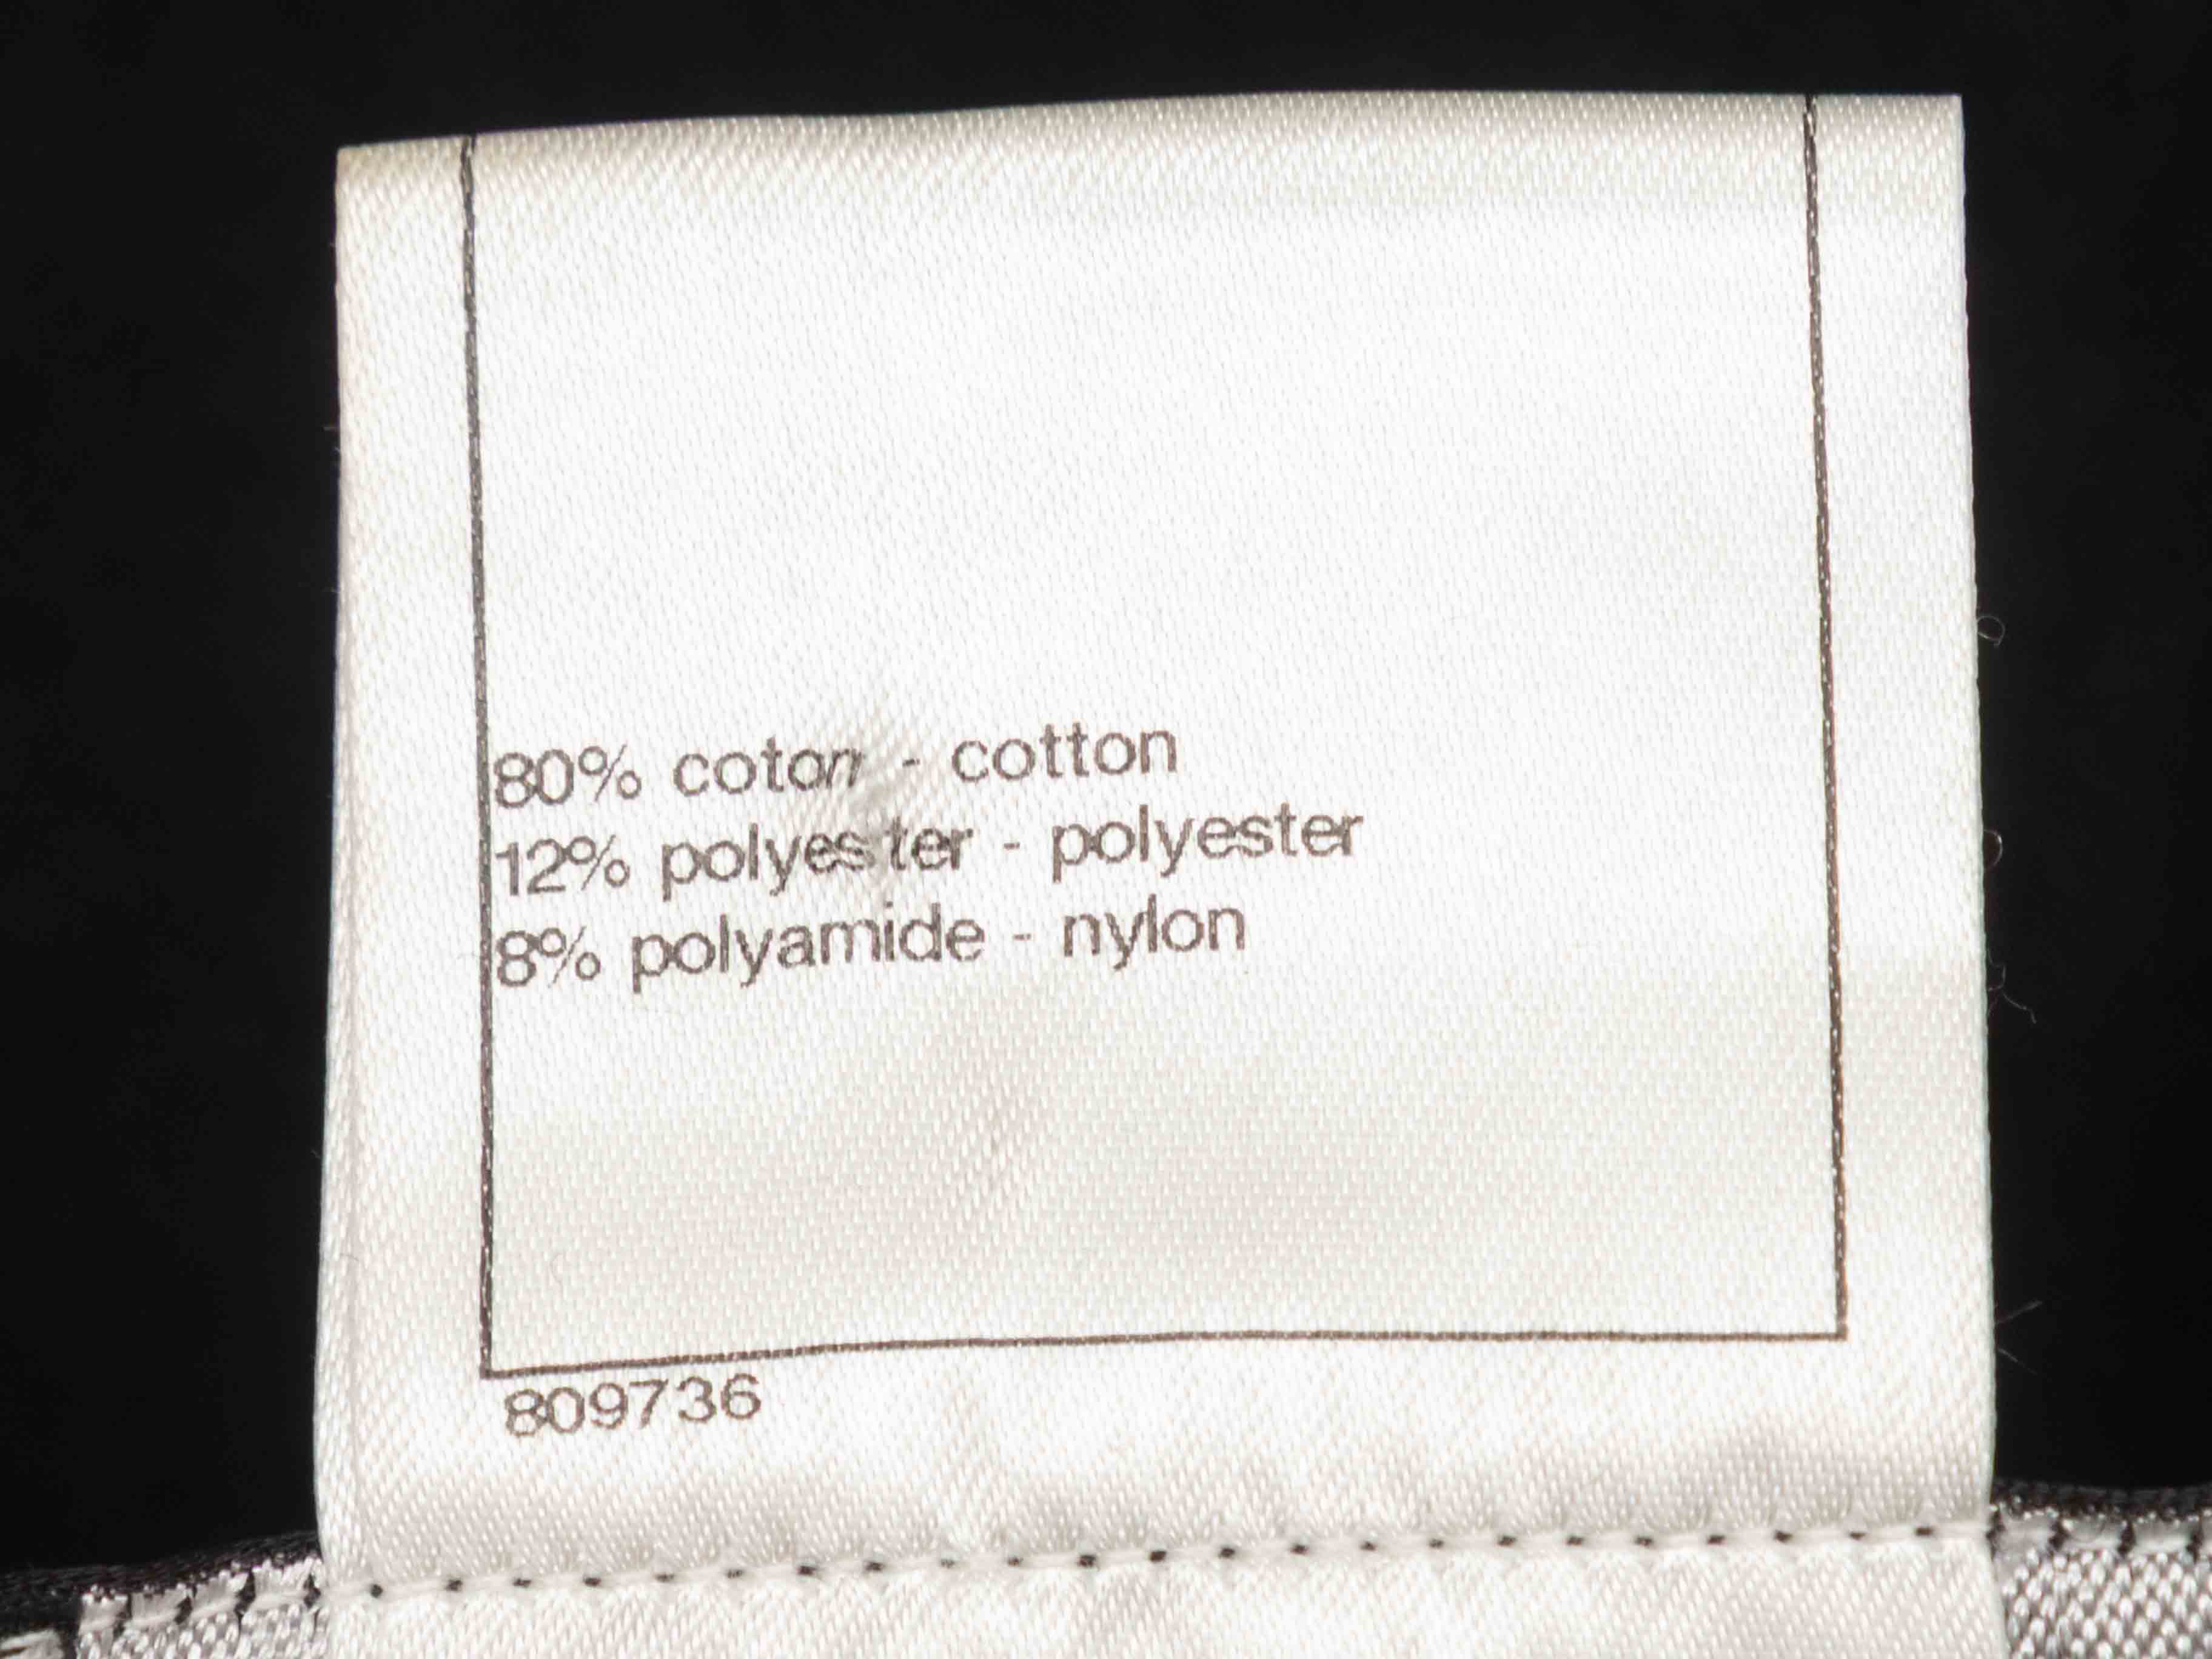 80% coton - cotton
12% polyester - polyester
8% polyamide - nylon
809736